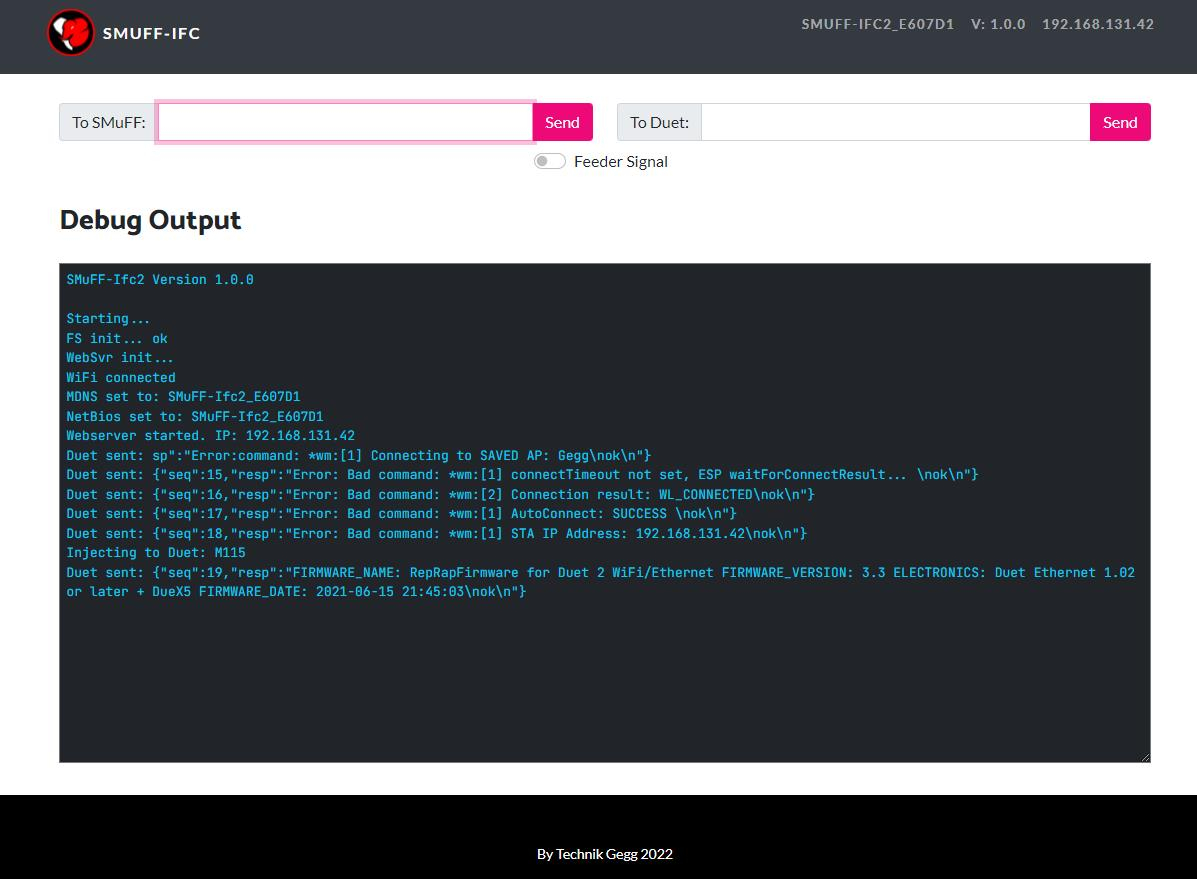 SMUFF-IFC
SMUFF-IFC2_E607D1 V: 1.0.0 192.168.131.42
To SMuFF: Send To Duet: Send
Feeder Signal
Debug Output
SMuFF-Ifc2 Version 1.0.0
Starting...
FS init... ok
WebSvr init...
WiFi connected
MDNS set to: SMuFF-Ifc2_E607D1
NetBios set to: SMuFF-Ifc2_E607D1
Webserver started. IP: 192.168.131.42
Duet sent: sp":"Error:command: *wm:[1] Connecting to SAVED AP: Gegg\nok\n"}
Duet sent: {"seq":15,"resp":"Error: Bad command: *wm:[1] connectTimeout not set, ESP waitForConnectResult... \nok\n"}
Duet sent: {"seq":16,"resp":"Error: Bad command: *wm:[2] Connection result: WL_CONNECTED\nok\n"}
Duet sent: {"seq":17,"resp":"Error: Bad command: *wm:[1] AutoConnect: SUCCESS \nok\n"}
Duet sent: {"seq":18,"resp":"Error: Bad command: *wm:[1] STA IP Address: 192.168.131.42\nok\n"}
Injecting to Duet: M115
Duet sent: {"seq":19,"resp":"FIRMWARE_NAME: RepRapFirmware for Duet 2 WiFi/Ethernet FIRMWARE_VERSION: 3.3 ELECTRONICS: Duet Ethernet 1.02
or later + DueX5 FIRMWARE_DATE: 2021-06-15 21:45:03\nok\n"}
By Technik Gegg 2022